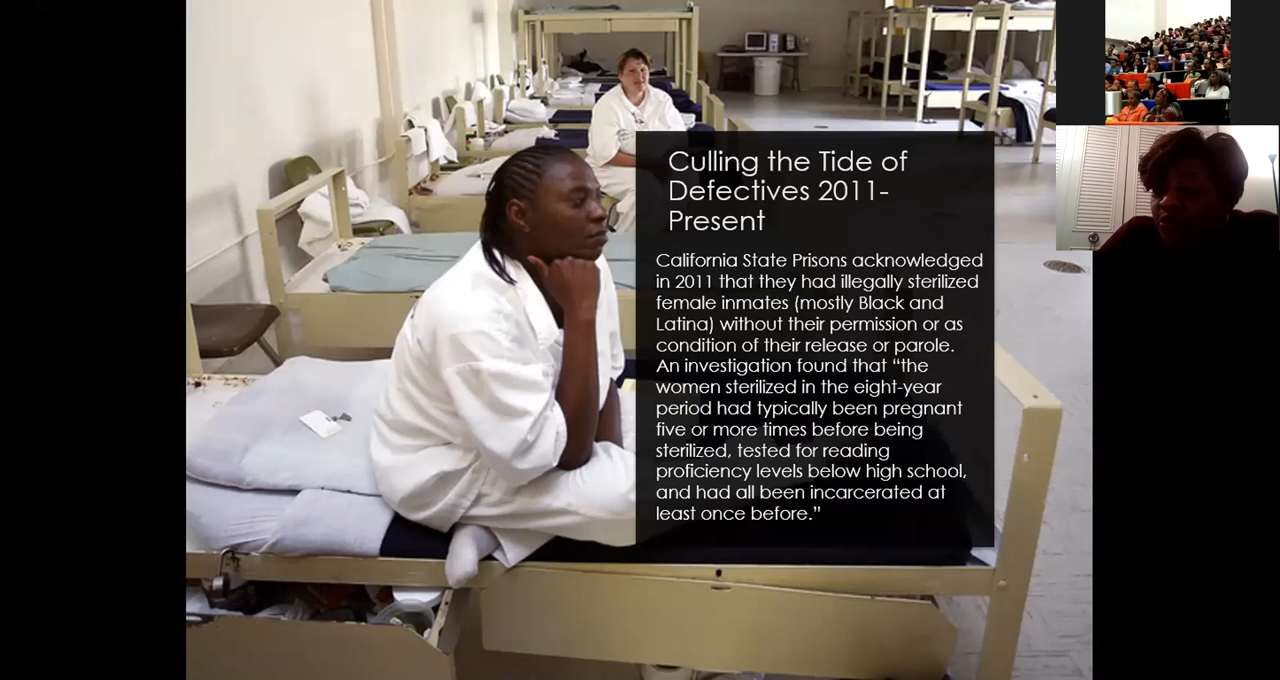 Culling the Tide of
Defectives 2011-
Present
California State Prisons acknowledged
in 2011 that they had illegally sterilized
female inmates (mostly Black and
Latina) without their permission or as
condition of their release or parole.
An investigation found that “the
women sterilized in the eight-year
period had typically been pregnant
five or more times before being
sterilized, tested for reading
proficiency levels below high school,
and had all been incarcerated at
least once before.”